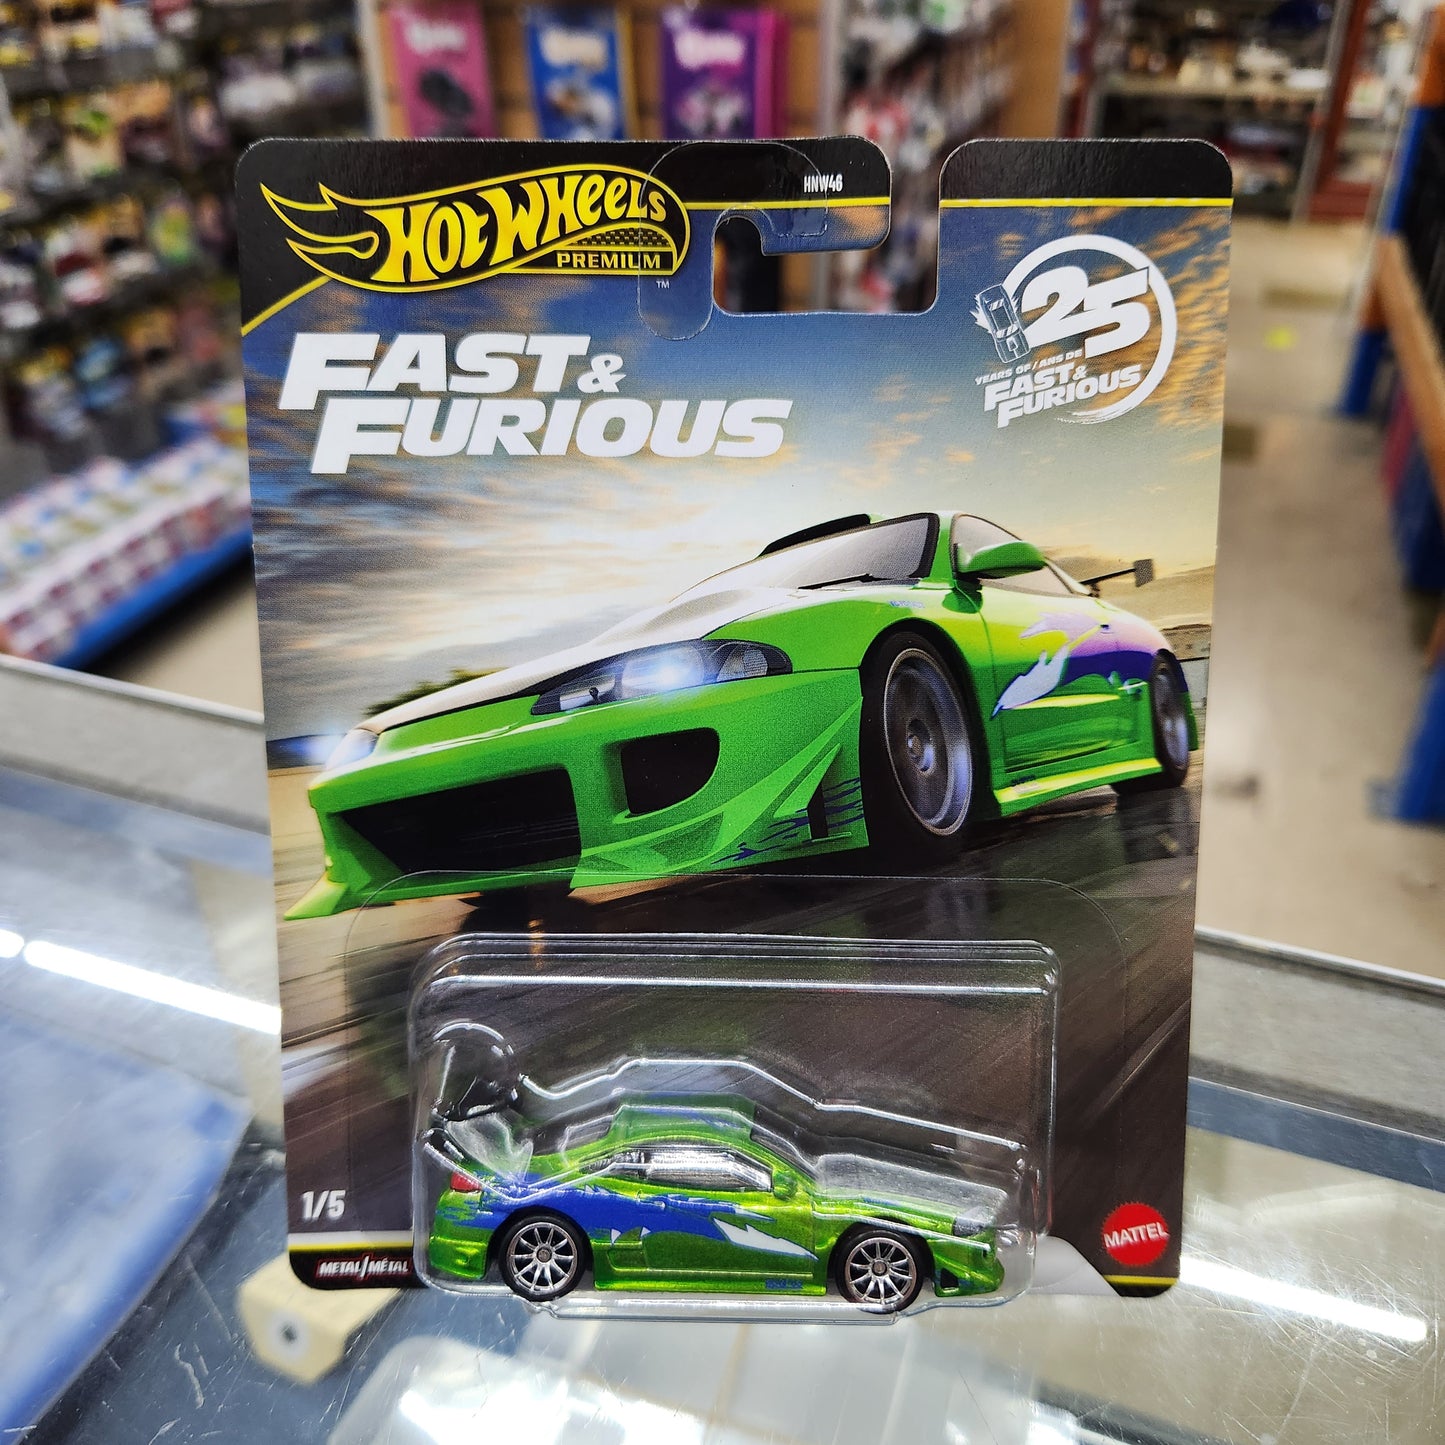 HOT WHEELS
PREMIUM
™
HNW46
FAST &
FURIOUS
25
YEARS OF / ANS DE
FAST &
FURIOUS
1/5
METAL/MÉTAL
MATTEL